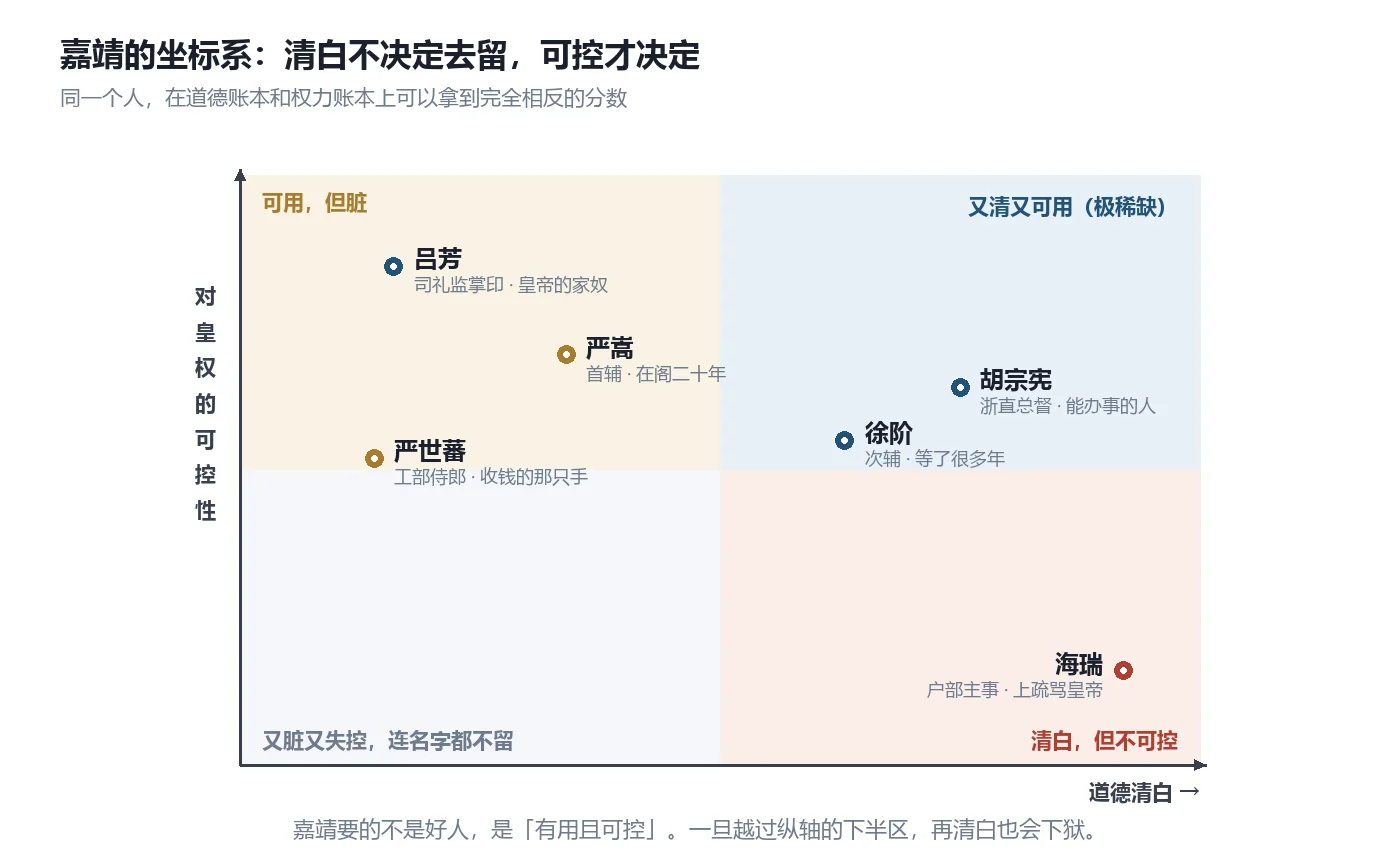 嘉靖的坐标系：清白不决定去留，可控才决定
同一个人，在道德账本和权力账本上可以拿到完全相反的分数
可用，但脏
又清又可用（极稀缺）
吕芳
司礼监掌印 · 皇帝的家奴
对皇权的可控性
严嵩
首辅 · 在阁二十年
胡宗宪
浙直总督 · 能办事的人
徐阶
次辅 · 等了很多年
严世蕃
工部侍郎 · 收钱的那只手
海瑞
户部主事 · 上疏骂皇帝
又脏又失控，连名字都不留
清白，但不可控
道德清白 →
嘉靖要的不是好人，是「有用且可控」。一旦越过纵轴的下半区，再清白也会下狱。